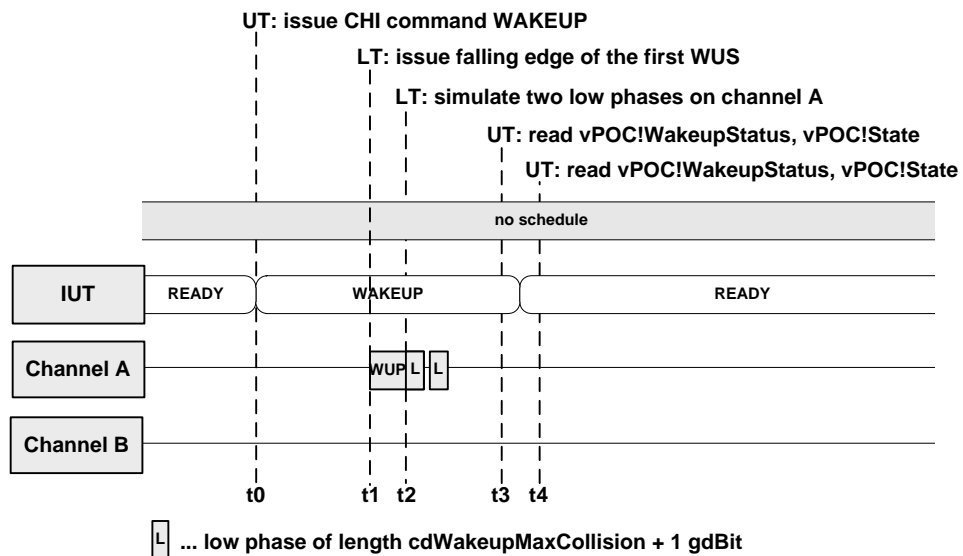 UT: issue CHI command WAKEUP
LT: issue falling edge of the first WUS
LT: simulate two low phases on channel A
UT: read vPOC!WakeupStatus, vPOC!State
UT: read vPOC!WakeupStatus, vPOC!State
no schedule
IUT READY WAKEUP READY
Channel A WUP L L
Channel B
t0 t1 t2 t3 t4
L ... low phase of length cdWakeupMaxCollision + 1 gdBit